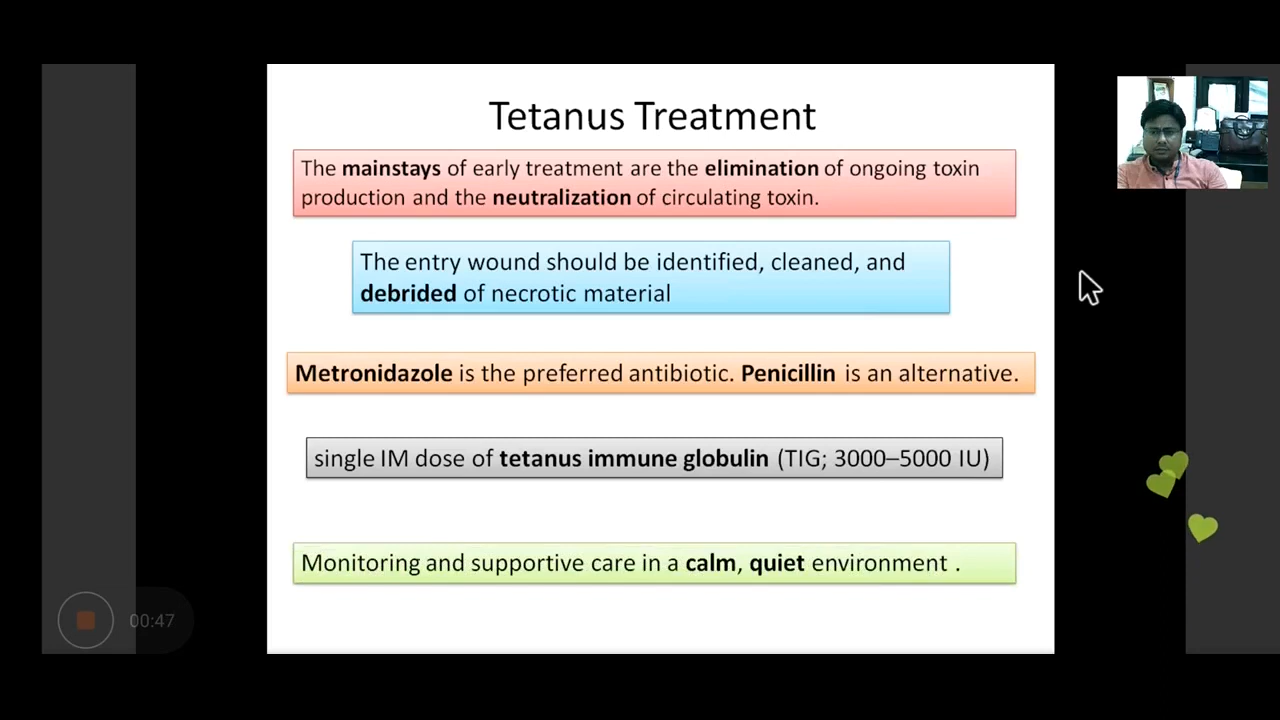 Tetanus Treatment
The mainstays of early treatment are the elimination of ongoing toxin
production and the neutralization of circulating toxin.
The entry wound should be identified, cleaned, and
debrided of necrotic material
Metronidazole is the preferred antibiotic. Penicillin is an alternative.
single IM dose of tetanus immune globulin (TIG; 3000–5000 IU)
Monitoring and supportive care in a calm, quiet environment .
00:47